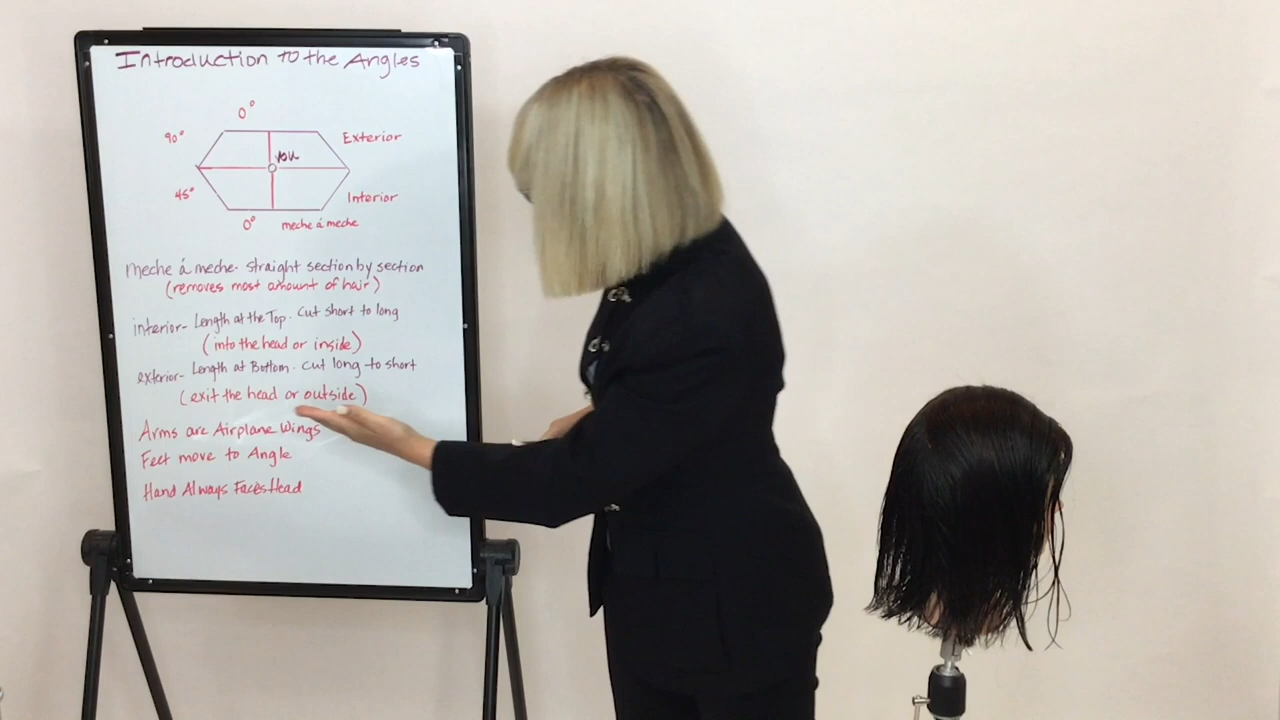 Introduction to the Angles
0°
90°
Exterior
you
45°
Interior
0°
meche á meche
meche á meche - straight section by section
(removes most amount of hair)
interior - Length at the Top - Cut short to long
(into the head or inside)
exterior - Length at Bottom - cut long to short
(exit the head or outside)
Arms are Airplane Wings
Feet move to Angle
Hand Always Faces Head